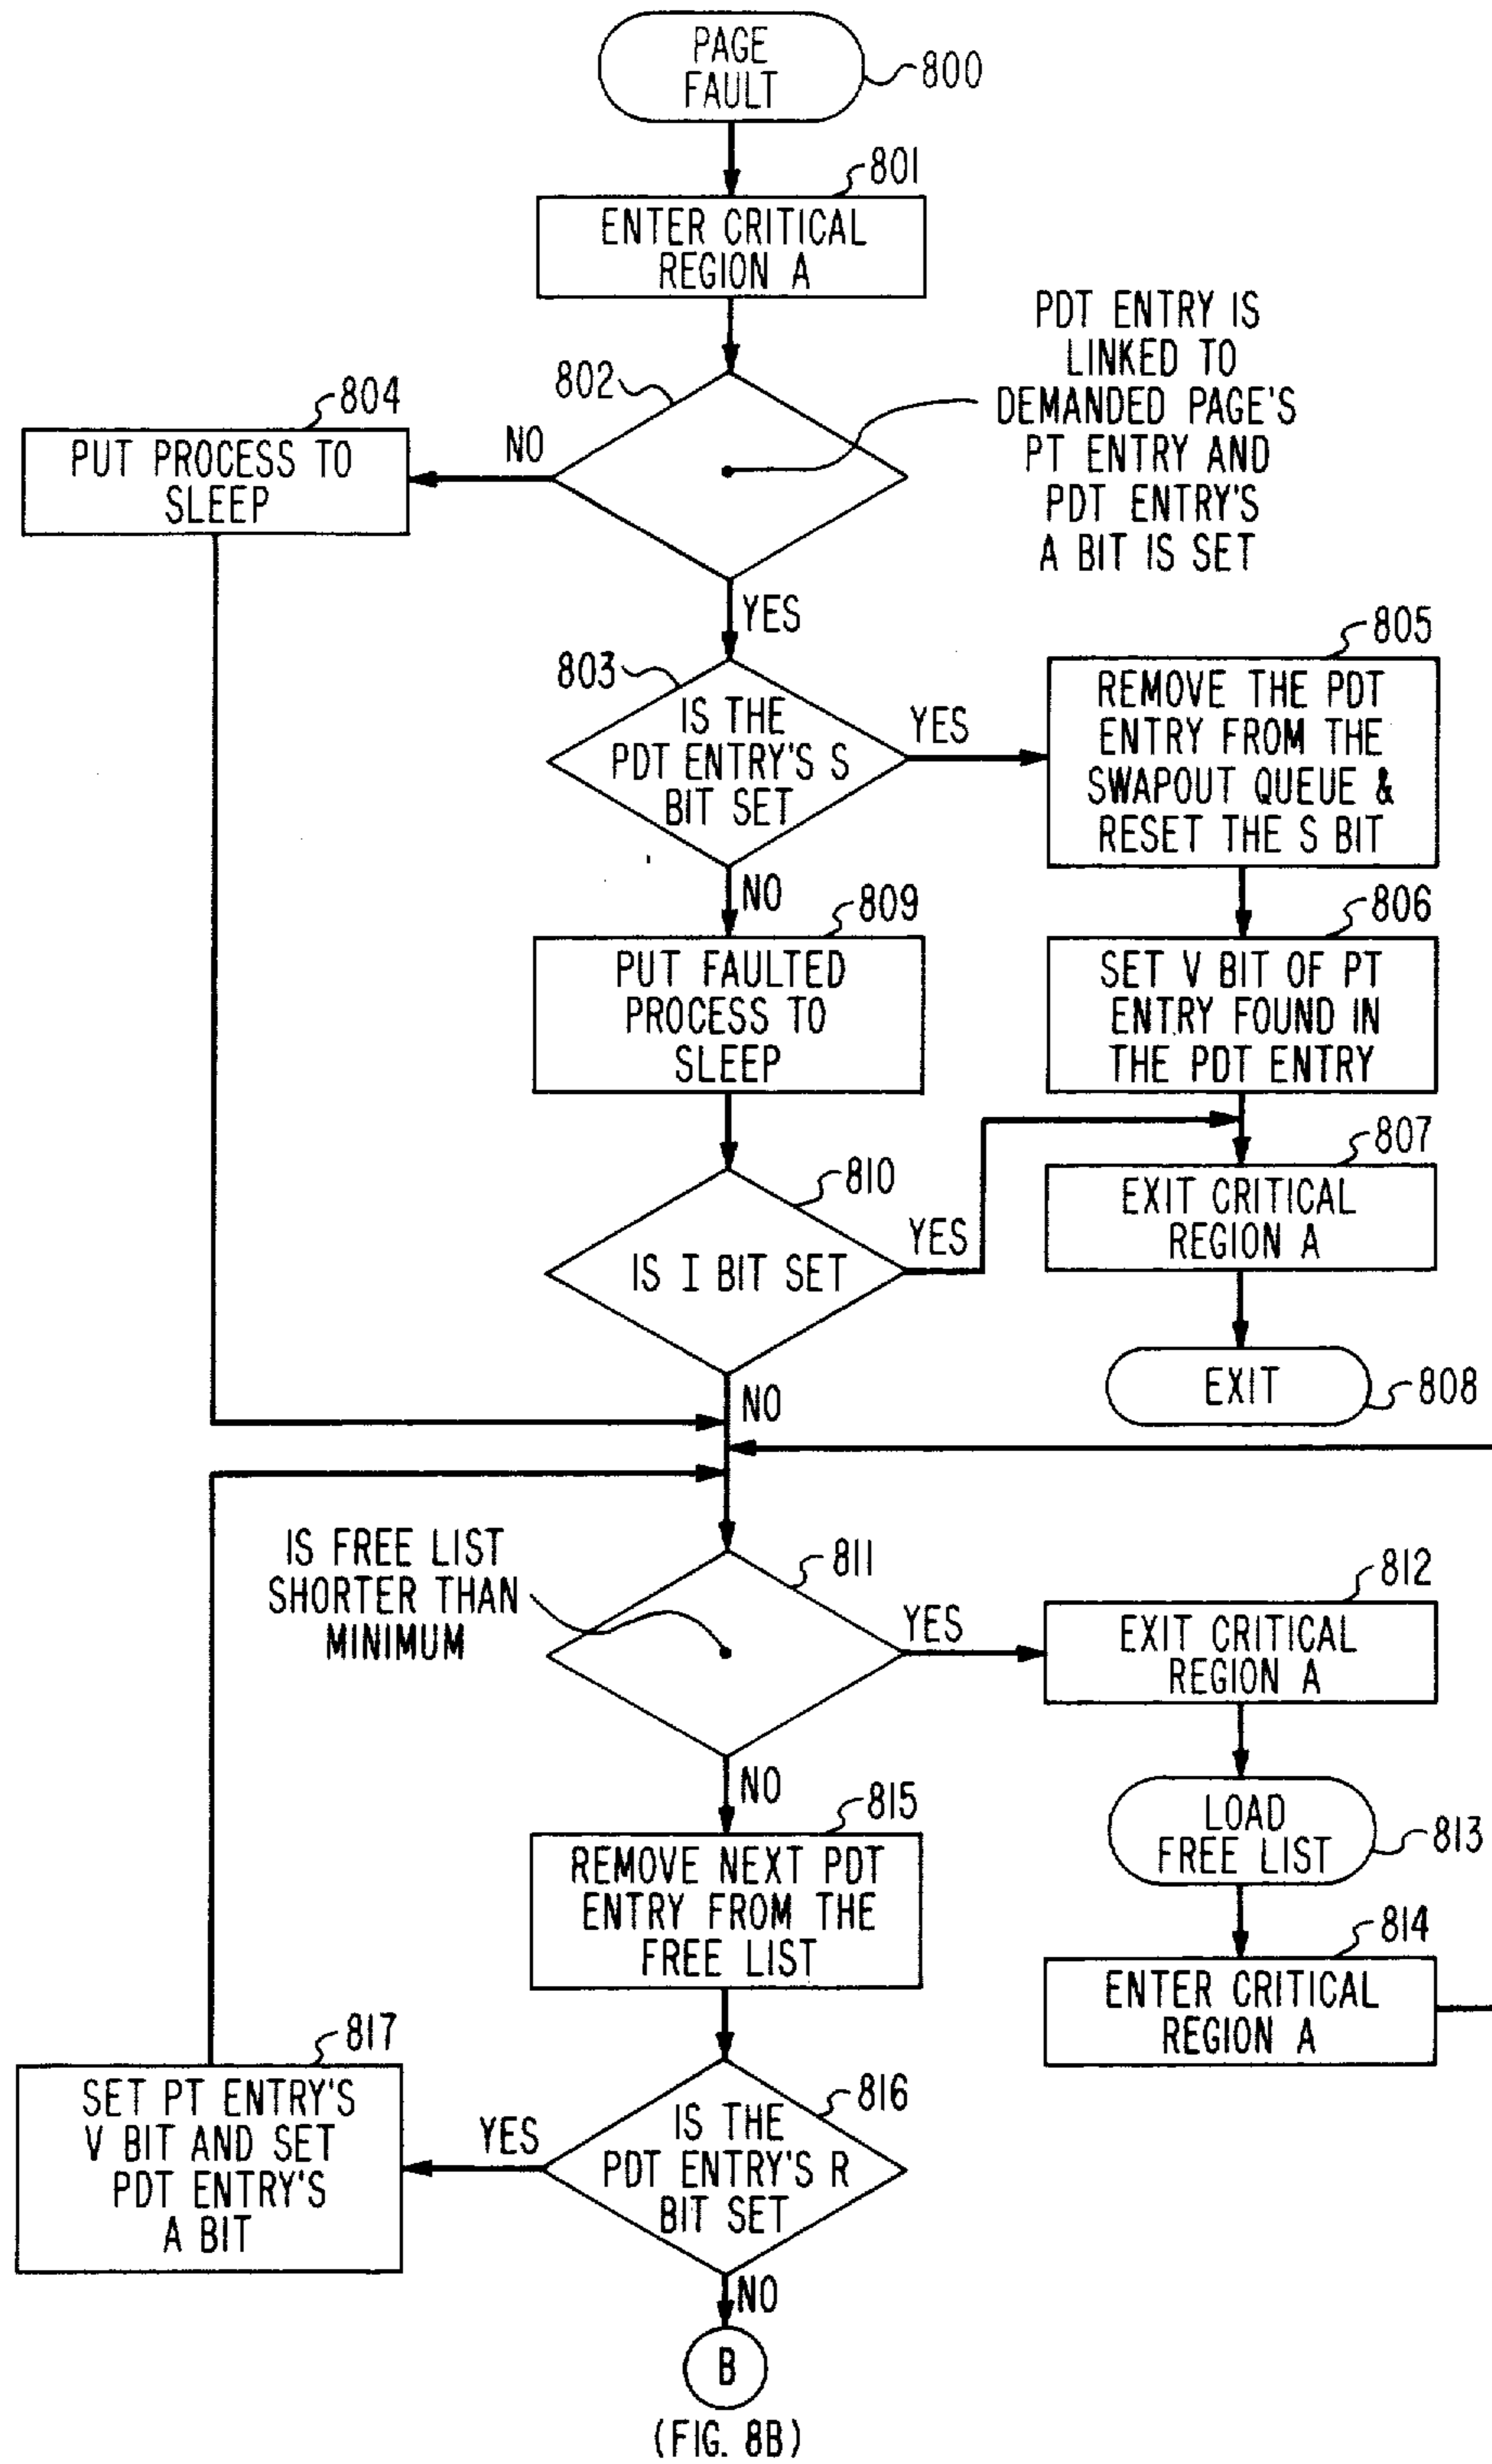 PAGE
FAULT
800
801
ENTER CRITICAL
REGION A
PDT ENTRY IS
LINKED TO
DEMANDED PAGE'S
PT ENTRY AND
PDT ENTRY'S
A BIT IS SET
802
804
PUT PROCESS TO
SLEEP
NO
YES
803
IS THE
PDT ENTRY'S S
BIT SET
YES
805
REMOVE THE PDT
ENTRY FROM THE
SWAPOUT QUEUE &
RESET THE S BIT
NO
809
PUT FAULTED
PROCESS TO
SLEEP
806
SET V BIT OF PT
ENTRY FOUND IN
THE PDT ENTRY
810
IS I BIT SET
YES
807
EXIT CRITICAL
REGION A
EXIT
808
NO
IS FREE LIST
SHORTER THAN
MINIMUM
811
YES
812
EXIT CRITICAL
REGION A
NO
LOAD
FREE LIST
813
815
REMOVE NEXT PDT
ENTRY FROM THE
FREE LIST
814
ENTER CRITICAL
REGION A
817
SET PT ENTRY'S
V BIT AND SET
PDT ENTRY'S
A BIT
YES
816
IS THE
PDT ENTRY'S R
BIT SET
NO
B
(FIG. 8B)